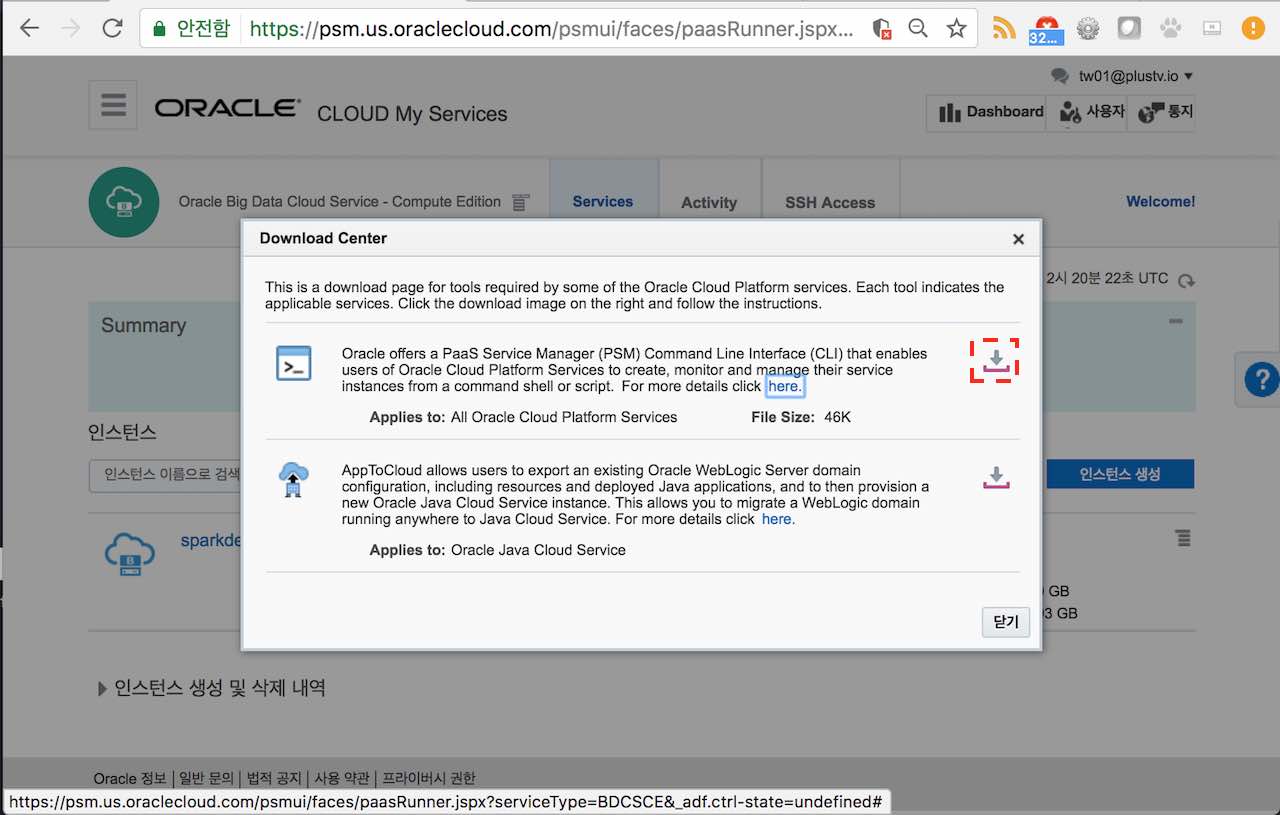 안전함 https://psm.us.oraclecloud.com/psmui/faces/paasRunner.jspx...
32...
tw01@plustv.io
ORACLE CLOUD My Services
Dashboard 사용자 통지
Oracle Big Data Cloud Service - Compute Edition Services Activity SSH Access Welcome!
Download Center
This is a download page for tools required by some of the Oracle Cloud Platform services. Each tool indicates the
applicable services. Click the download image on the right and follow the instructions.
2시 20분 22초 UTC
Summary
Oracle offers a PaaS Service Manager (PSM) Command Line Interface (CLI) that enables
users of Oracle Cloud Platform Services to create, monitor and manage their service
instances from a command shell or script. For more details click here.
Applies to: All Oracle Cloud Platform Services File Size: 46K
인스턴스
인스턴스 이름으로 검색
AppToCloud allows users to export an existing Oracle WebLogic Server domain
configuration, including resources and deployed Java applications, and to then provision a
new Oracle Java Cloud Service instance. This allows you to migrate a WebLogic domain
running anywhere to Java Cloud Service. For more details click here.
Applies to: Oracle Java Cloud Service
인스턴스 생성
sparkde
GB
3 GB
닫기
인스턴스 생성 및 삭제 내역
Oracle 정보 | 일반 문의 | 법적 공지 | 사용 약관 | 프라이버시 권한
https://psm.us.oraclecloud.com/psmui/faces/paasRunner.jspx?serviceType=BDCSCE&_adf.ctrl-state=undefined#